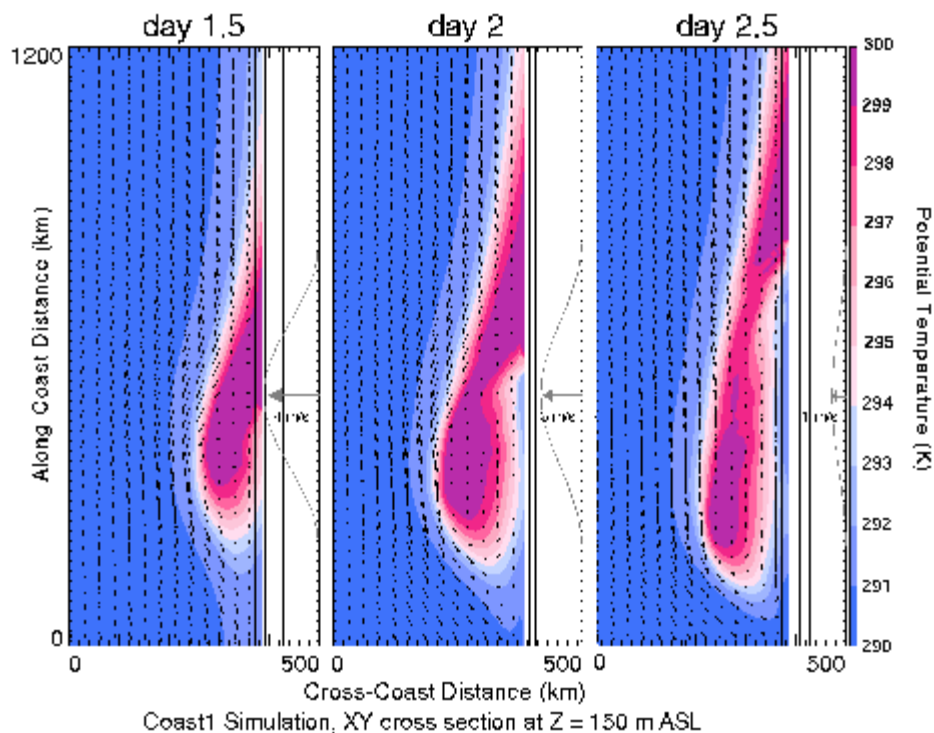 day 1.5
day 2
day 2.5
1200
0
Along Coast Distance (km)
0
500
0
500
0
500
Cross-Coast Distance (km)
300
299
298
297
296
295
294
293
292
291
290
Potential Temperature (K)
Coast1 Simulation, XY cross section at Z = 150 m ASL